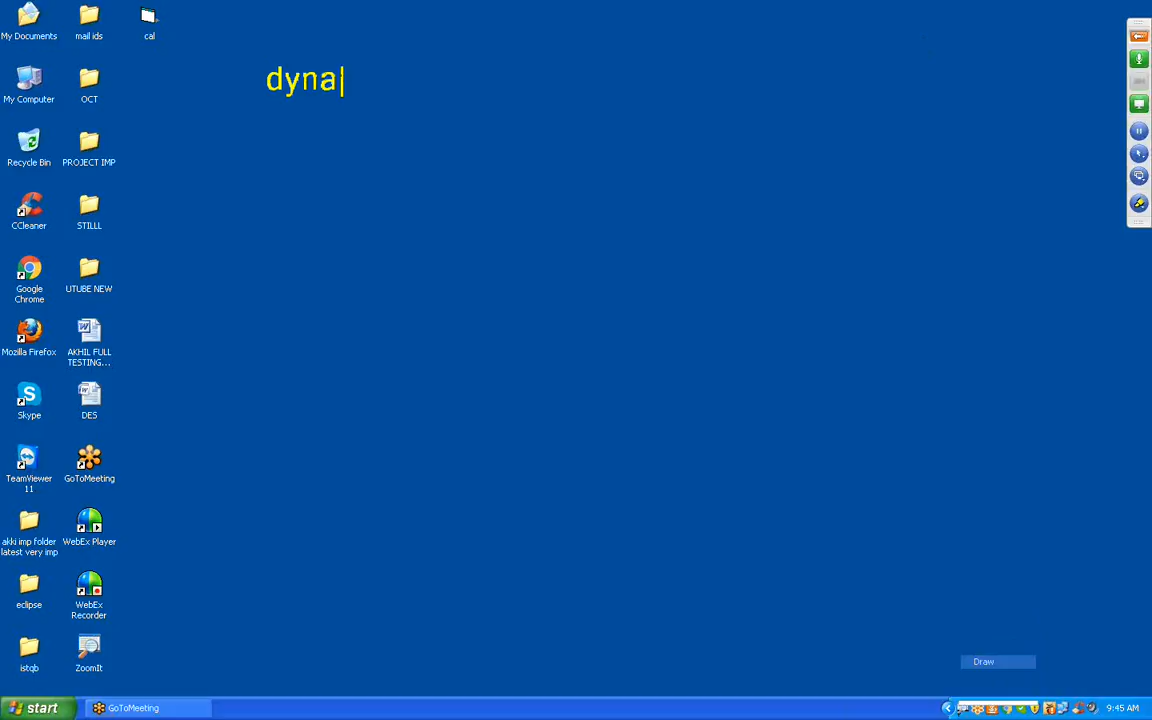 My Documents
mail ids
cal
dyna
My Computer
OCT
Recycle Bin
PROJECT IMP
CCleaner
STILLL
Google
Chrome
UTUBE NEW
Mozilla Firefox
AKHIL FULL
TESTING...
Skype
DES
TeamViewer
11
GoToMeeting
akki imp folder
latest very imp
WebEx Player
eclipse
WebEx
Recorder
istqb
ZoomIt
Draw
start
GoToMeeting
9:45 AM